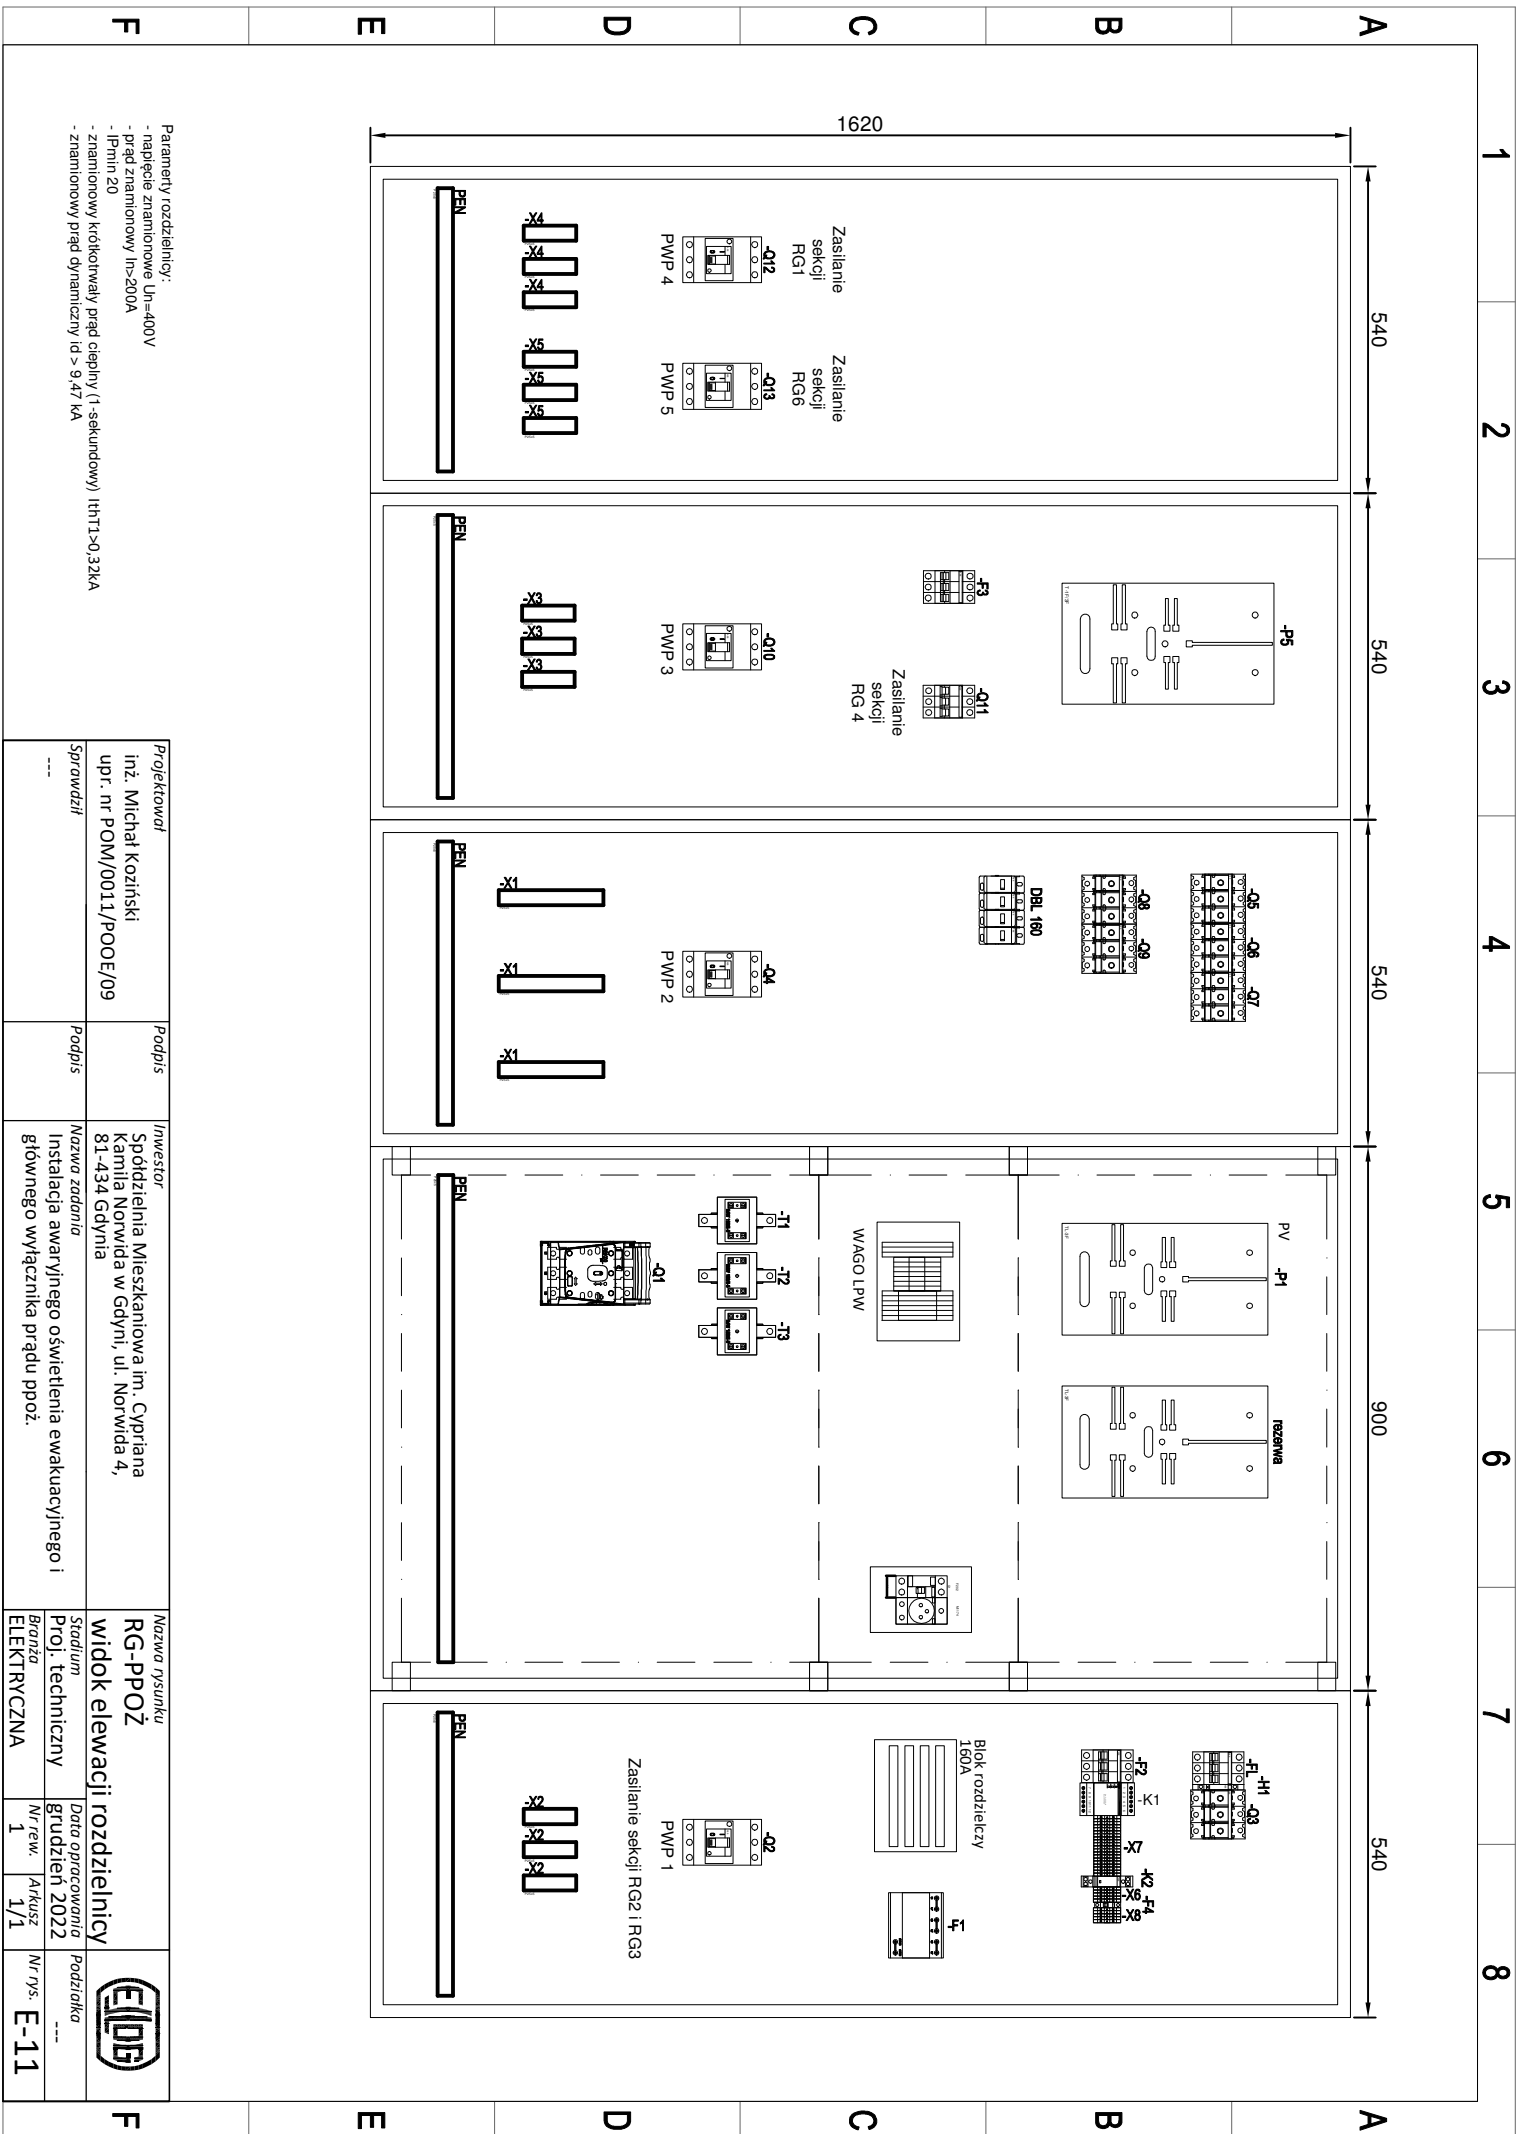 1
2
3
4
5
6
7
8
A
B
C
D
E
F
A
B
C
D
E
F
540
540
540
900
540
1620
Zasilanie
sekcji
RG1
-Q12
PWP 4
-X4
-X4
-X4
Zasilanie
sekcji
RG6
-Q13
PWP 5
-X5
-X5
-X5
PEN
-P5
-F3
-Q11
Zasilanie
sekcji
RG 4
-Q10
PWP 3
-X3
-X3
-X3
PEN
-Q5
-Q6
-Q7
-Q8
-Q9
DBL 160
-Q4
PWP 2
-X1
-X1
-X1
PEN
PV
-P1
rezerwa
WAGO LPW
-T1
-T2
-T3
-Q1
PEN
-FL
-H1
-Q3
-F2
-K1
-X7
-K2
-X6
-F4
-X8
Blok rozdzielczy
160A
-F1
-Q2
PWP 1
Zasilanie sekcji RG2 i RG3
-X2
-X2
-X2
PEN
Paramerty rozdzielnicy:
- napięcie znamionowe Un=400V
- prąd znamionowy In>200A
- IPmin 20
- znamionowy krótkotrwały prąd cieplny (1-sekundowy) IthT1>0,32kA
- znamionowy prąd dynamiczny id > 9,47 kA
Projektował
inż. Michał Koziński
upr. nr POM/0011/POOE/09
Podpis
Sprawdził
---
Podpis
Inwestor
Spółdzielnia Mieszkaniowa im. Cypriana
Kamila Norwida w Gdyni, ul. Norwida 4,
81-434 Gdynia
Nazwa zadania
Instalacja awaryjnego oświetlenia ewakuacyjnego i
głównego wyłącznika prądu ppoż.
Nazwa rysunku
RG-PPOŻ
widok elewacji rozdzielnicy
Stadium
Proj. techniczny
Data opracowania
grudzień 2022
Podziałka
---
Branża
ELEKTRYCZNA
Nr rew.
1
Arkusz
1/1
Nr rys.
E-11